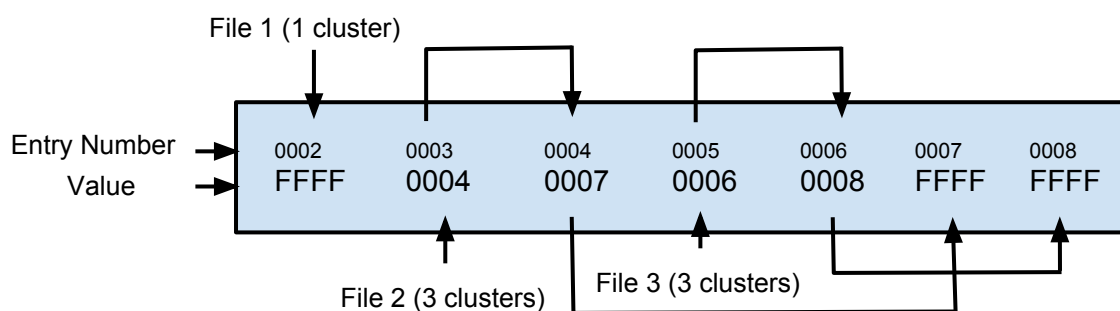 File 1 (1 cluster)
Entry Number
Value
0002 0003 0004 0005 0006 0007 0008
FFFF 0004 0007 0006 0008 FFFF FFFF
File 2 (3 clusters)
File 3 (3 clusters)